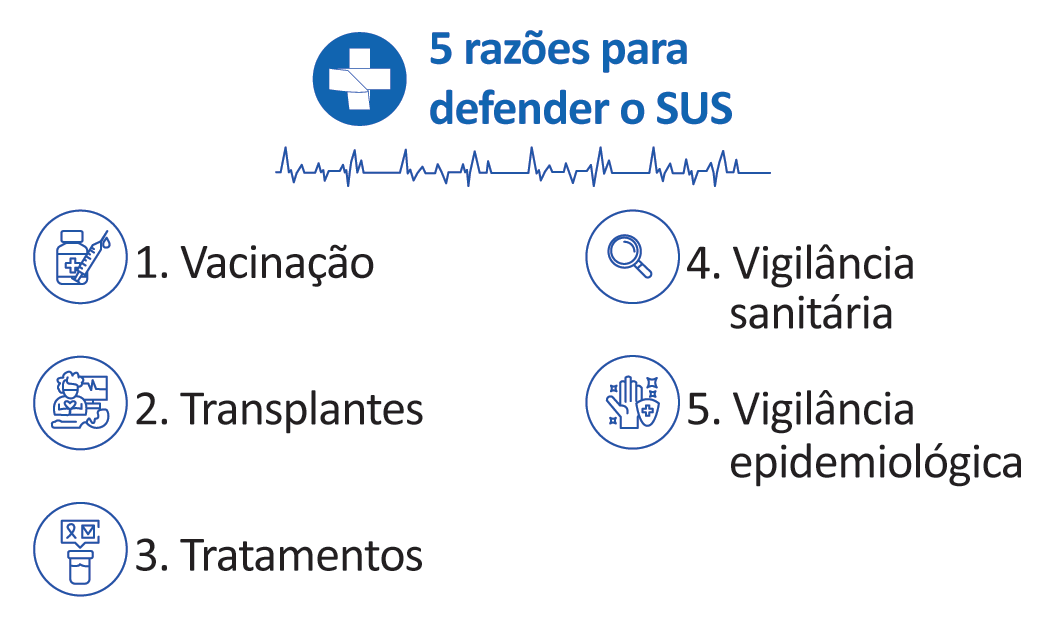 5 razões para
defender o SUS
1. Vacinação
2. Transplantes
3. Tratamentos
4. Vigilância
sanitária
5. Vigilância
epidemiológica